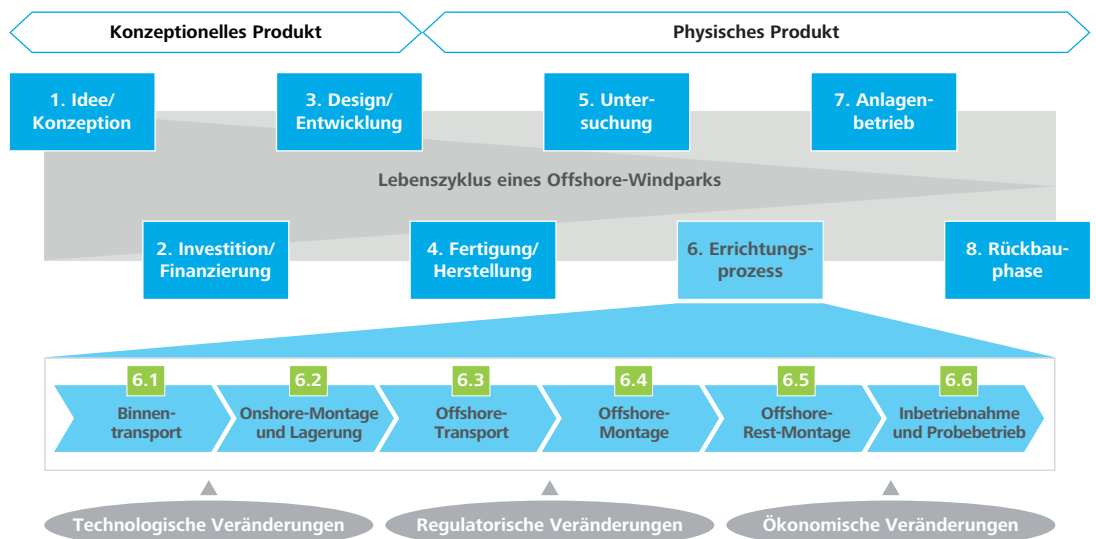 Konzeptionelles Produkt
Physisches Produkt
1. Idee/
Konzeption
3. Design/
Entwicklung
5. Unter-
suchung
7. Anlagen-
betrieb
Lebenszyklus eines Offshore-Windparks
2. Investition/
Finanzierung
4. Fertigung/
Herstellung
6. Errichtungs-
prozess
8. Rückbau-
phase
6.1
Binnen-
transport
6.2
Onshore-Montage
und Lagerung
6.3
Offshore-
Transport
6.4
Offshore-
Montage
6.5
Offshore-
Rest-Montage
6.6
Inbetriebnahme
und Probebetrieb
Technologische Veränderungen
Regulatorische Veränderungen
Ökonomische Veränderungen